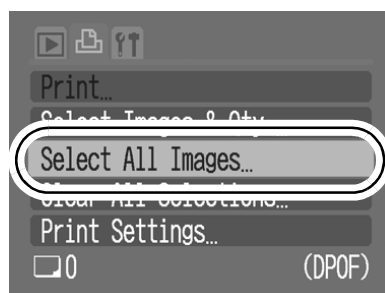 Print...
Select Images & Qty...
Select All Images...
Clear All Selections...
Print Settings...
0 (DPOF)